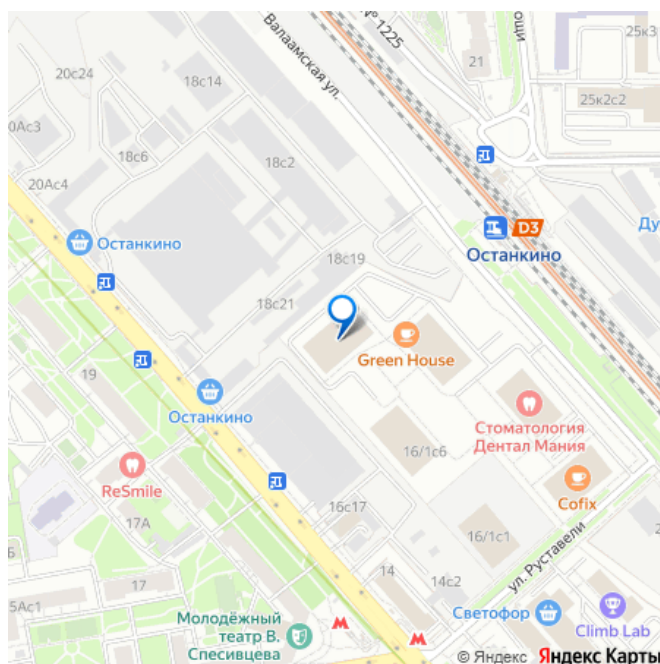 № 1225
Валаамская ул.
20с24
18с14
21
25к3
25к2с2
0Ас3
18с6
18с2
20Ас4
Останкино
D3
Ду
Останкино
18с19
18с21
Green House
19
Останкино
Стоматология
Дентал Мания
16/1с6
ReSmile
Cofix
16с17
17А
16/1с1
ул. Руставели
Б
17
14
14с2
5Ас1
Молодёжный
театр В.
Спесивцева
Светофор
Climb Lab
© Яндекс Яндекс Карты